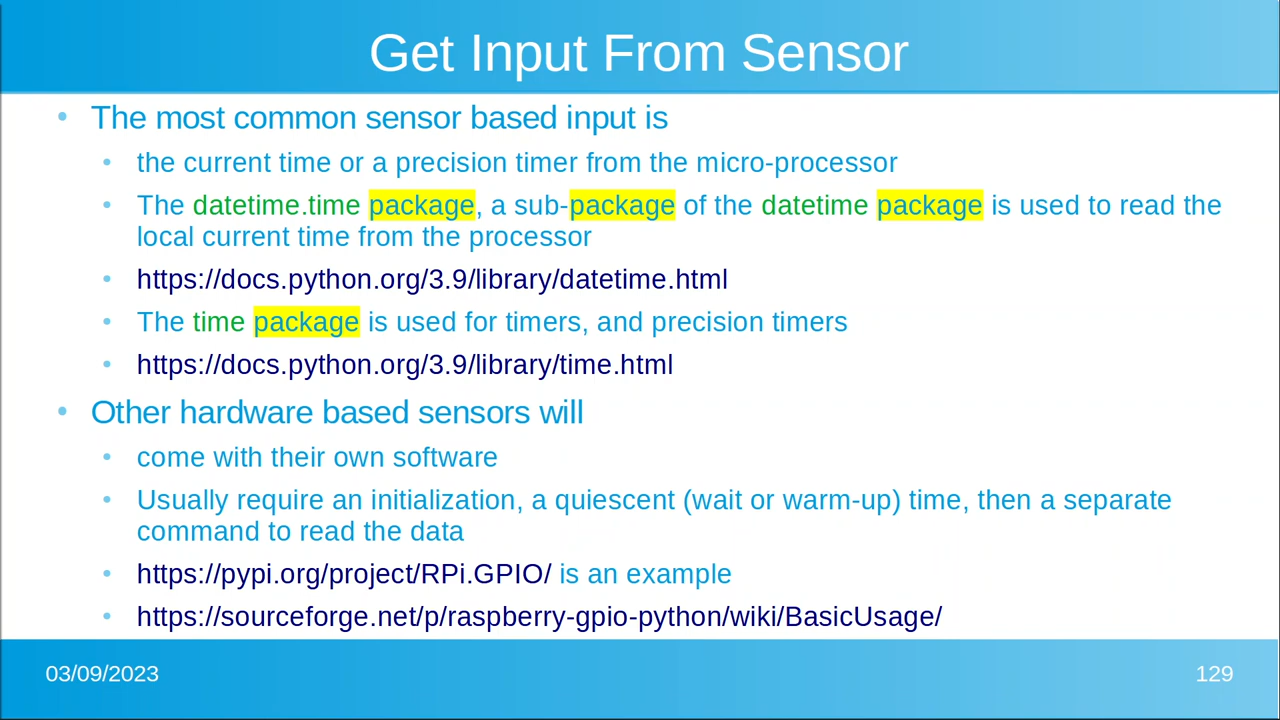 Get Input From Sensor
• The most common sensor based input is
• the current time or a precision timer from the micro-processor
• The datetime.time package, a sub-package of the datetime package is used to read the
local current time from the processor
• https://docs.python.org/3.9/library/datetime.html
• The time package is used for timers, and precision timers
• https://docs.python.org/3.9/library/time.html
• Other hardware based sensors will
• come with their own software
• Usually require an initialization, a quiescent (wait or warm-up) time, then a separate
command to read the data
• https://pypi.org/project/RPi.GPIO/ is an example
• https://sourceforge.net/p/raspberry-gpio-python/wiki/BasicUsage/
03/09/2023
129